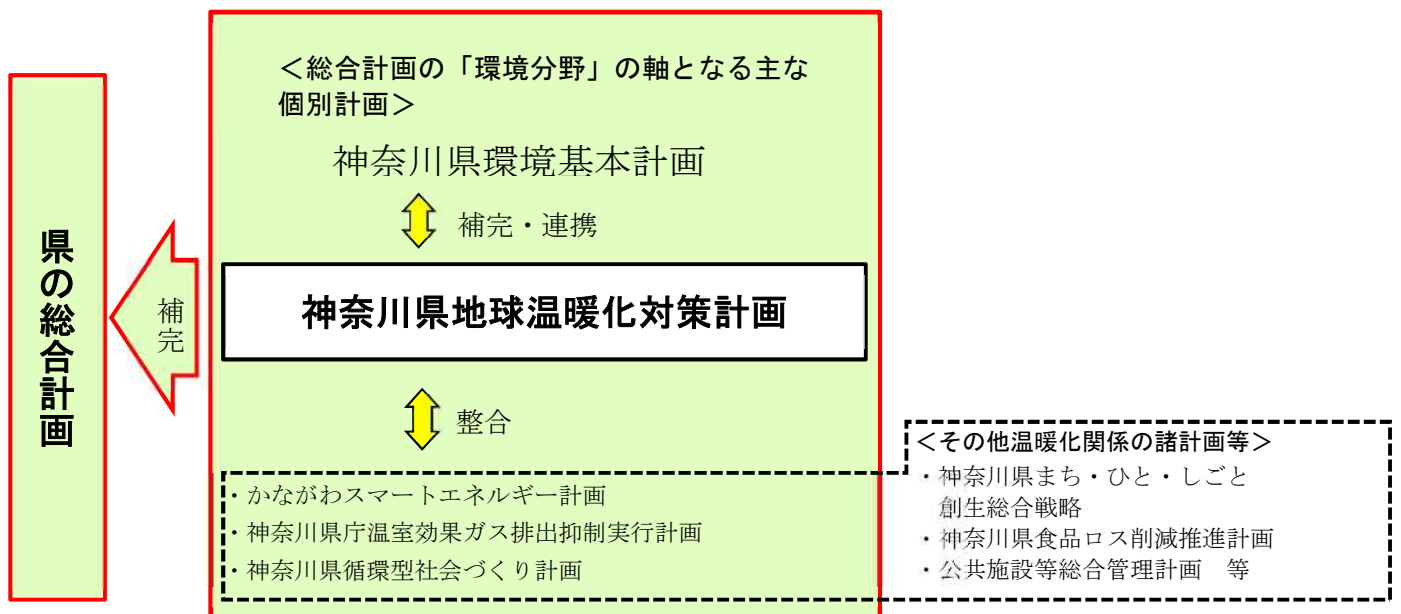 県の総合計画
補完
＜総合計画の「環境分野」の軸となる主な
個別計画＞
神奈川県環境基本計画
補完・連携
神奈川県地球温暖化対策計画
整合
・かながわスマートエネルギー計画
・神奈川県庁温室効果ガス排出抑制実行計画
・神奈川県循環型社会づくり計画
＜その他温暖化関係の諸計画等＞
・神奈川県まち・ひと・しごと
創生総合戦略
・神奈川県食品ロス削減推進計画
・公共施設等総合管理計画　等